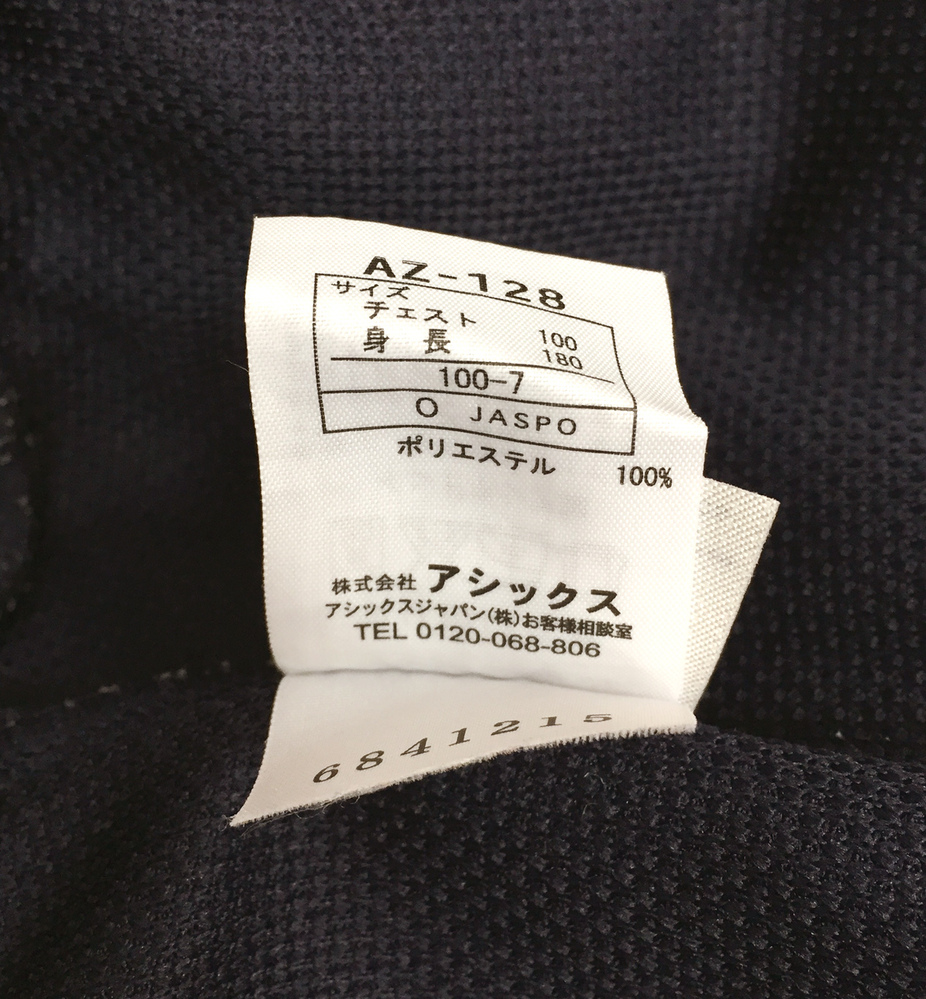 AZ-128
サイズ
チェスト 100
身長 180
100-7
O JASPO
ポリエステル 100%
株式会社 アシックス
アシックスジャパン(株)お客様相談室
TEL 0120-068-806
6841215